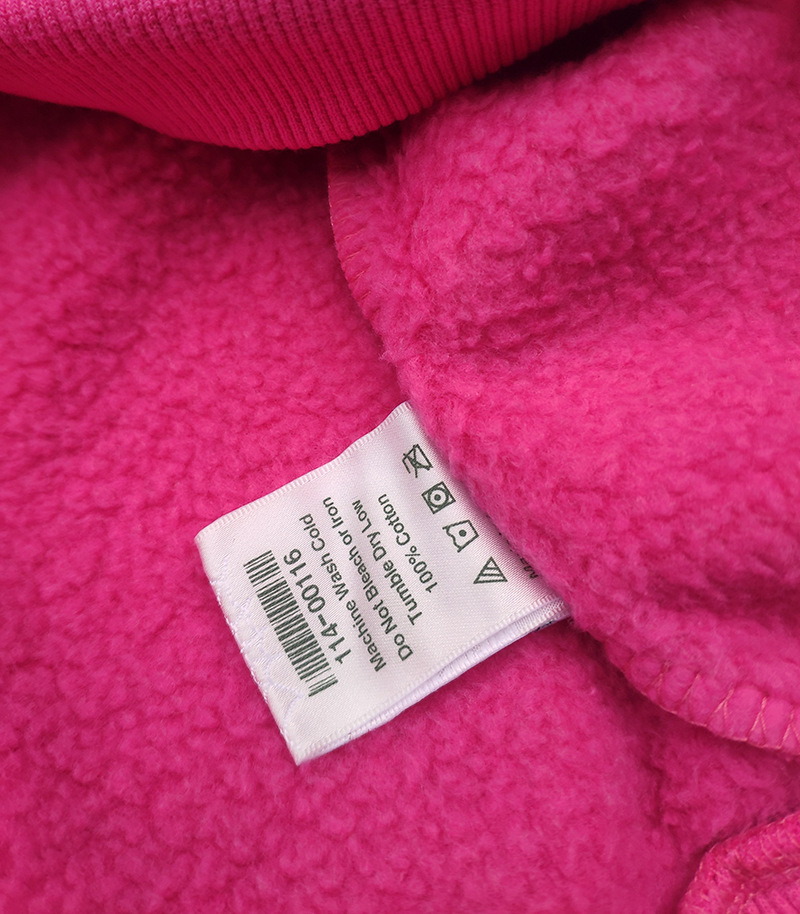 100% Cotton
Tumble Dry Low
Do Not Bleach or Iron
Machine Wash Cold
114-00116